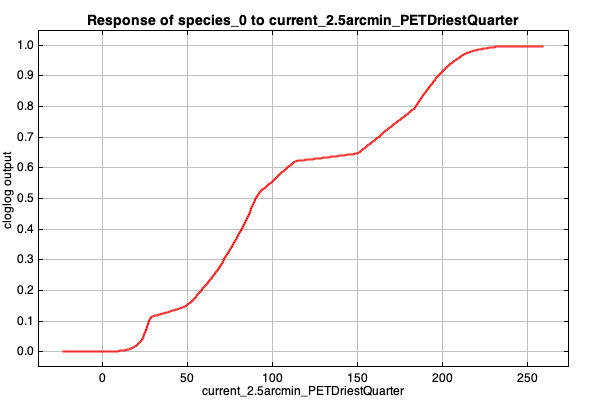 Response of species_0 to current_2.5arcmin_PETDriestQuarter
1.0
0.9
0.8
0.7
0.6
0.5
0.4
0.3
0.2
0.1
0.0
cloglog output
0 50 100 150 200 250
current_2.5arcmin_PETDriestQuarter